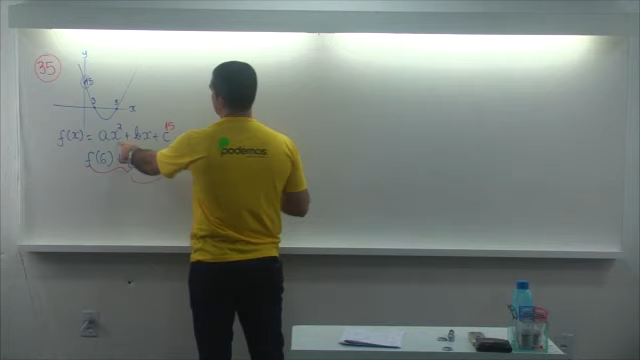 35
y
15
3 5 x
f(x) = ax² + bx + c 15
f(6)
podemos